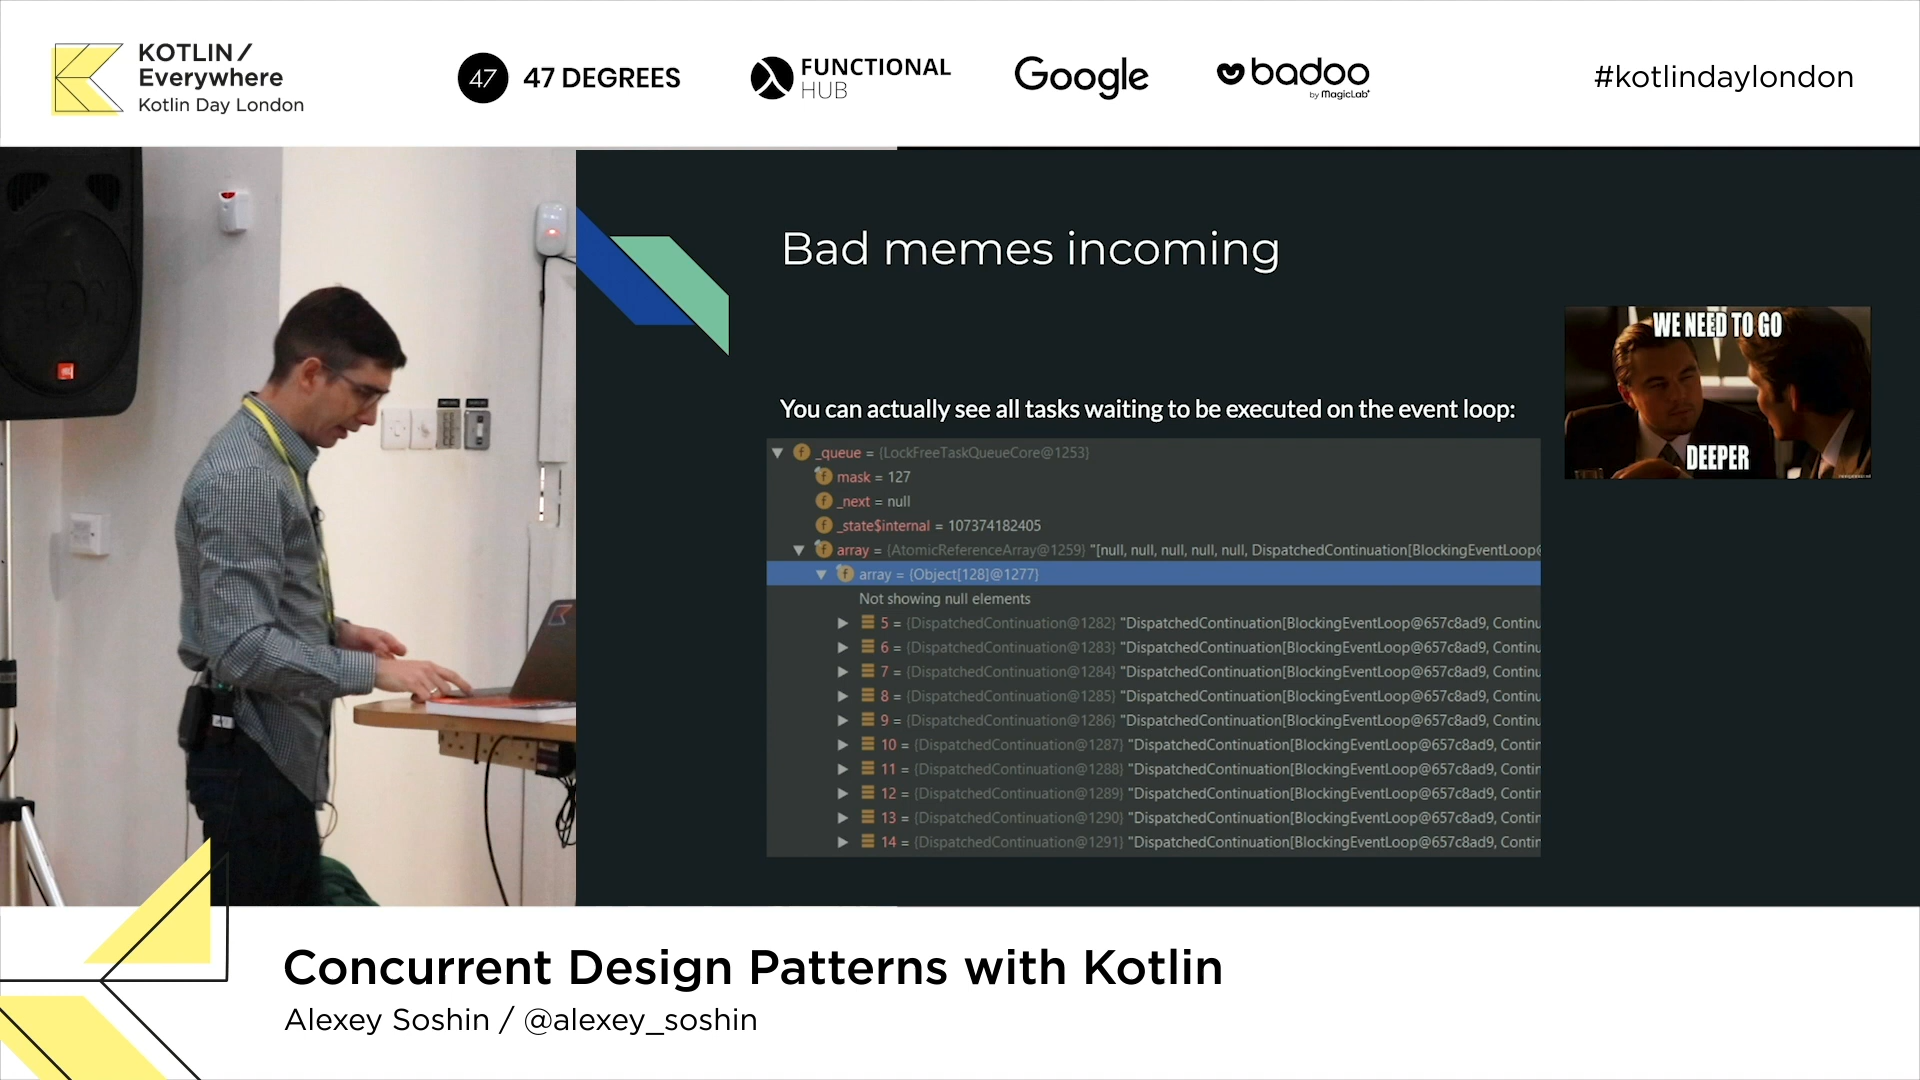 KOTLIN /
Everywhere
Kotlin Day London
47
47 DEGREES
FUNCTIONAL
HUB
Google
badoo
by MagicLab
#kotlindaylondon
Bad memes incoming
WE NEED TO GO
DEEPER
You can actually see all tasks waiting to be executed on the event loop:
_queue = {LockFreeTaskQueueCore@1253}
mask = 127
_next = null
_state$internal = 107374182405
array = {AtomicReferenceArray@1259} "[null, null, null, null, null, DispatchedContinuation[BlockingEventLoop@
array = {Object[128]@1277}
Not showing null elements
5 = {DispatchedContinuation@1282} "DispatchedContinuation[BlockingEventLoop@657c8ad9, Continu
6 = {DispatchedContinuation@1283} "DispatchedContinuation[BlockingEventLoop@657c8ad9, Continu
7 = {DispatchedContinuation@1284} "DispatchedContinuation[BlockingEventLoop@657c8ad9, Continu
8 = {DispatchedContinuation@1285} "DispatchedContinuation[BlockingEventLoop@657c8ad9, Continu
9 = {DispatchedContinuation@1286} "DispatchedContinuation[BlockingEventLoop@657c8ad9, Continu
10 = {DispatchedContinuation@1287} "DispatchedContinuation[BlockingEventLoop@657c8ad9, Contin
11 = {DispatchedContinuation@1288} "DispatchedContinuation[BlockingEventLoop@657c8ad9, Contin
12 = {DispatchedContinuation@1289} "DispatchedContinuation[BlockingEventLoop@657c8ad9, Contin
13 = {DispatchedContinuation@1290} "DispatchedContinuation[BlockingEventLoop@657c8ad9, Contin
14 = {DispatchedContinuation@1291} "DispatchedContinuation[BlockingEventLoop@657c8ad9, Contin
Concurrent Design Patterns with Kotlin
Alexey Soshin / @alexey_soshin